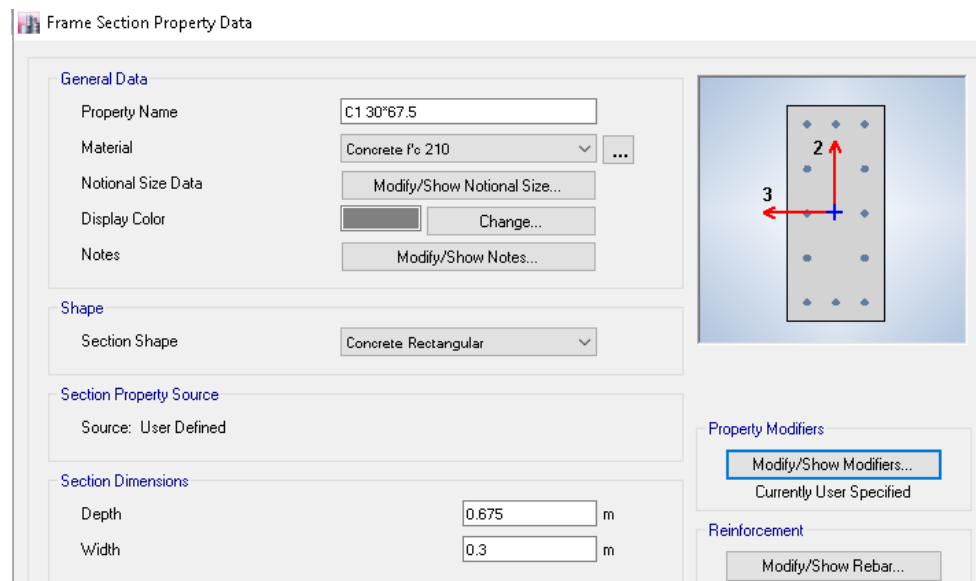 Frame Section Property Data
General Data
Property Name
C1 30*67.5
Material
Concrete f'c 210
...
Notional Size Data
Modify/Show Notional Size...
Display Color
Change...
Notes
Modify/Show Notes...
2
3
Shape
Section Shape
Concrete Rectangular
Section Property Source
Source: User Defined
Property Modifiers
Modify/Show Modifiers...
Currently User Specified
Section Dimensions
Depth
0.675
m
Width
0.3
m
Reinforcement
Modify/Show Rebar...